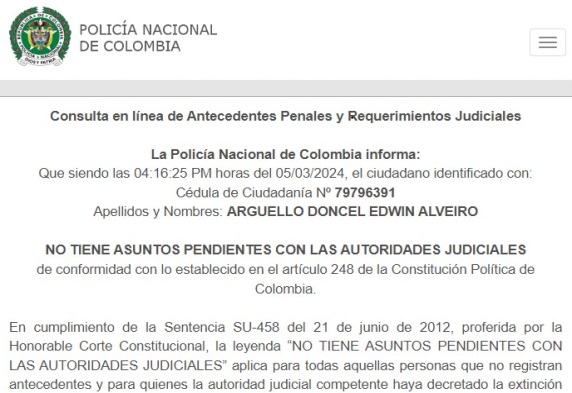 POLICÍA NACIONAL
DE COLOMBIA
Consulta en línea de Antecedentes Penales y Requerimientos Judiciales
La Policía Nacional de Colombia informa:
Que siendo las 04:16:25 PM horas del 05/03/2024, el ciudadano identificado con:
Cédula de Ciudadanía Nº 79796391
Apellidos y Nombres: ARGUELLO DONCEL EDWIN ALVEIRO
NO TIENE ASUNTOS PENDIENTES CON LAS AUTORIDADES JUDICIALES
de conformidad con lo establecido en el artículo 248 de la Constitución Política de
Colombia.
En cumplimiento de la Sentencia SU-458 del 21 de junio de 2012, proferida por la
Honorable Corte Constitucional, la leyenda “NO TIENE ASUNTOS PENDIENTES CON
LAS AUTORIDADES JUDICIALES” aplica para todas aquellas personas que no registran
antecedentes y para quienes la autoridad judicial competente haya decretado la extinción